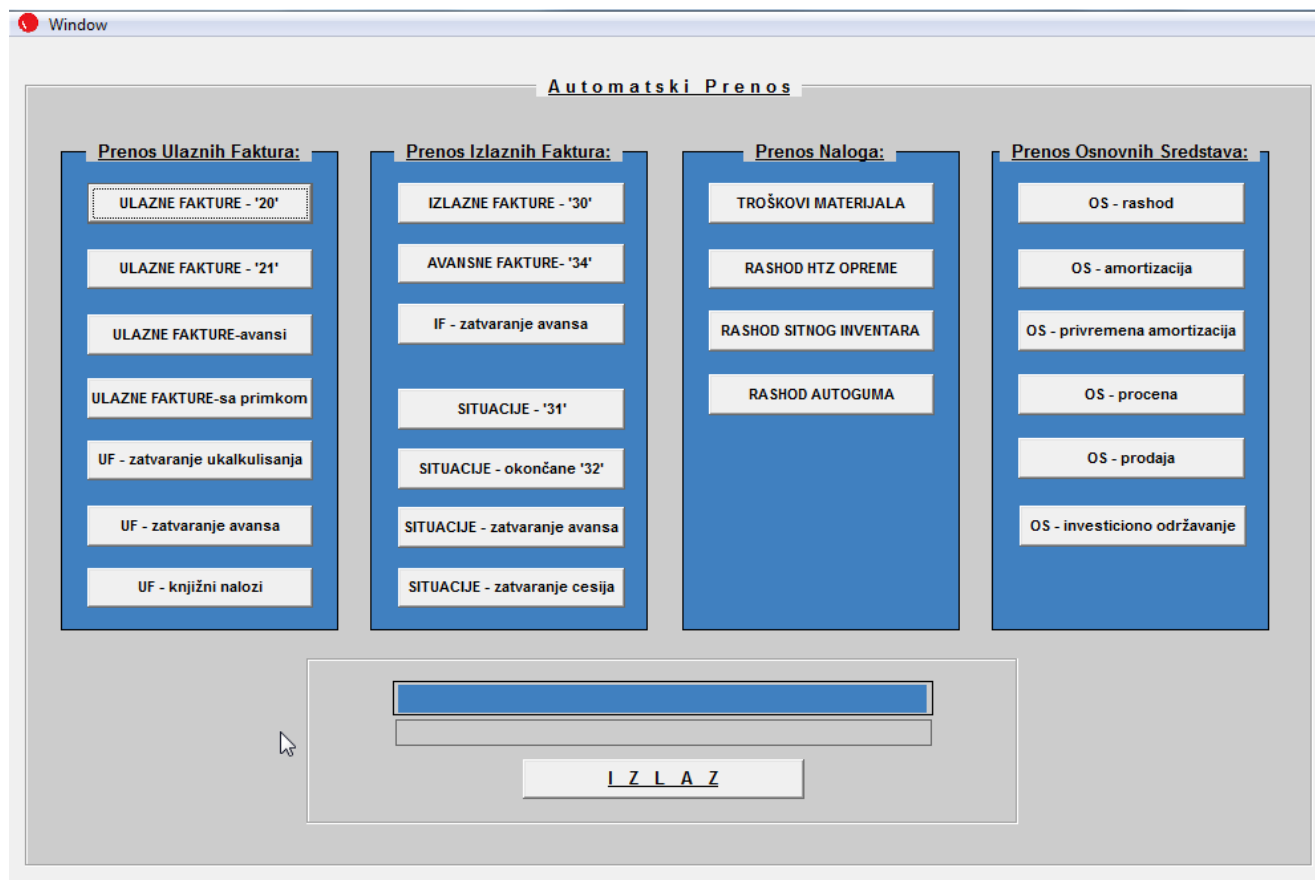 Window
Automatski Prenos
Prenos Ulaznih Faktura:
ULAZNE FAKTURE - '20'
ULAZNE FAKTURE - '21'
ULAZNE FAKTURE-avansi
ULAZNE FAKTURE-sa primkom
UF - zatvaranje ukalkulisanja
UF - zatvaranje avansa
UF - knjižni nalozi
Prenos Izlaznih Faktura:
IZLAZNE FAKTURE - '30'
AVANSNE FAKTURE- '34'
IF - zatvaranje avansa
SITUACIJE - '31'
SITUACIJE - okončane '32'
SITUACIJE - zatvaranje avansa
SITUACIJE - zatvaranje cesija
Prenos Naloga:
TROŠKOVI MATERIJALA
RASHOD HTZ OPREME
RASHOD SITNOG INVENTARA
RASHOD AUTOGUMA
Prenos Osnovnih Sredstava:
OS - rashod
OS - amortizacija
OS - privremena amortizacija
OS - procena
OS - prodaja
OS - investiciono održavanje
I Z L A Z